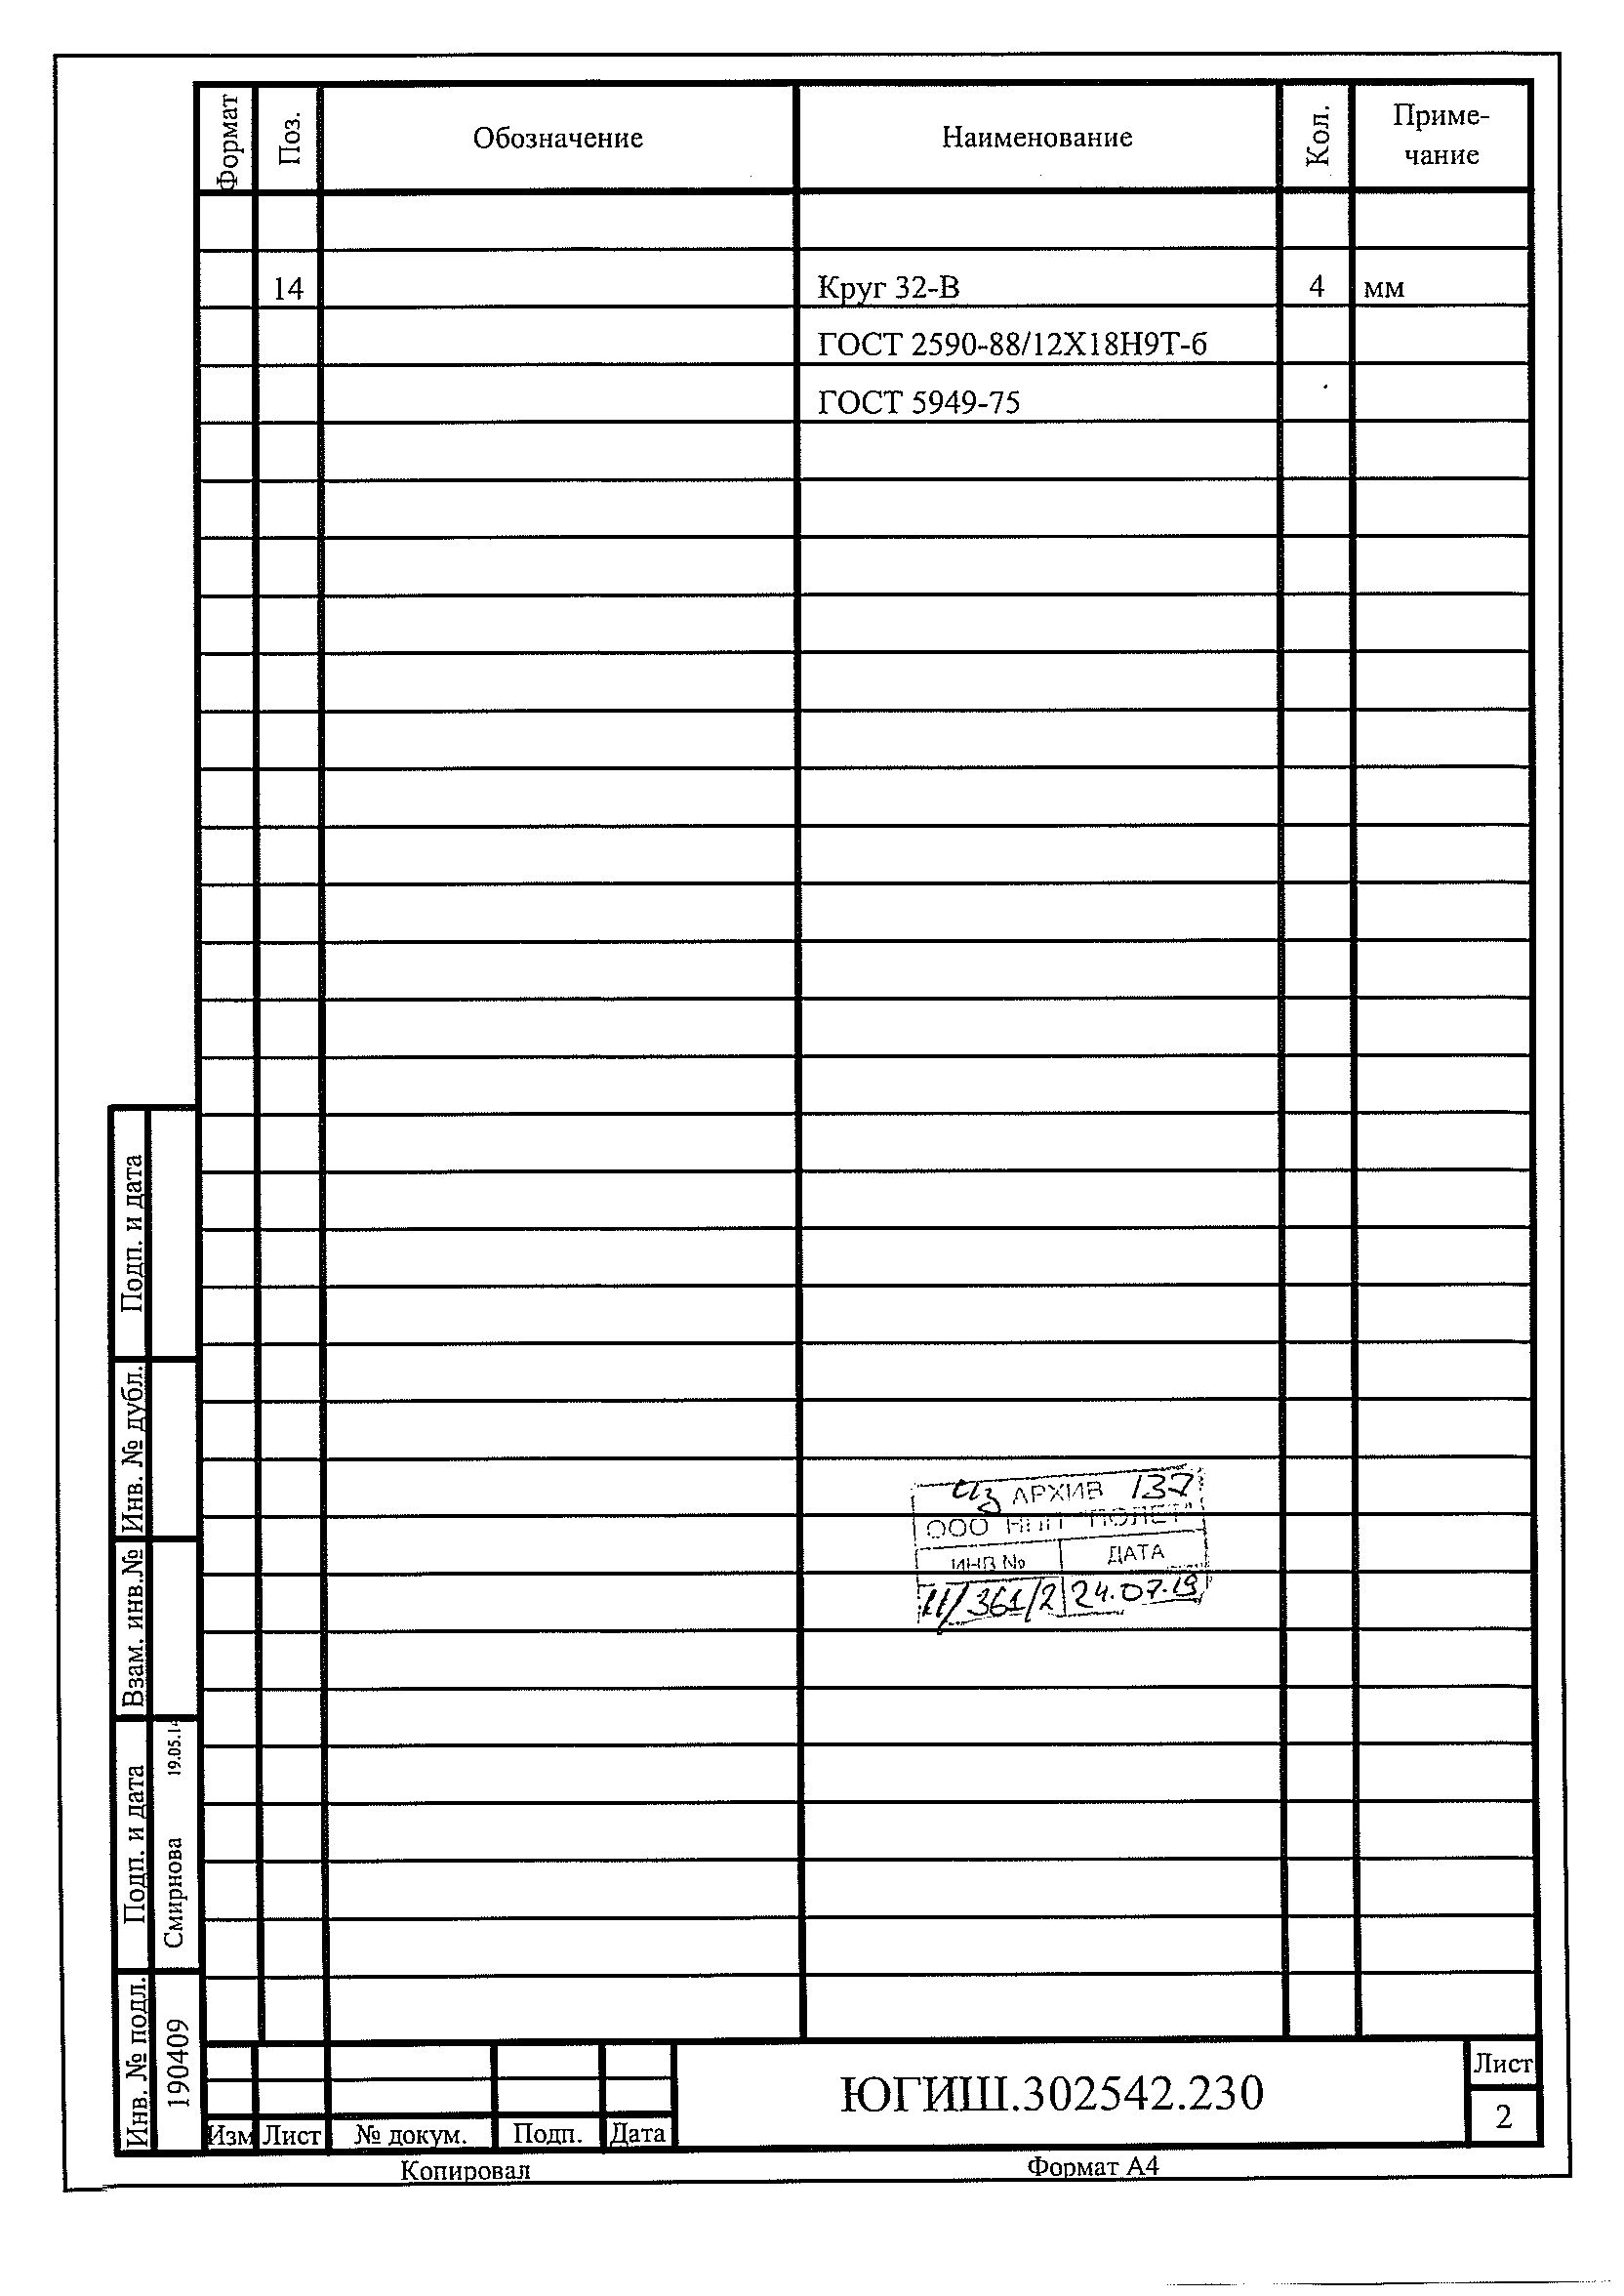 Формат
Поз.
Обозначение
Наименование
Кол.
Приме-
чание
14 Круг 32-В 4 мм
ГОСТ 2590-88/12Х18Н9Т-б
ГОСТ 5949-75
из АРХИВ 137
ООО НПП "ПОЛЕТ"
ИНВ № ДАТА
11/361/2 24.07.19
Подп. и дата
Инв. № дубл.
Взам. инв.№
Подп. и дата
Смирнова 19.05.14
Инв. № подл.
190409
Изм Лист № докум. Подп. Дата
ЮГИШ.302542.230
Лист
2
Копировал Формат А4